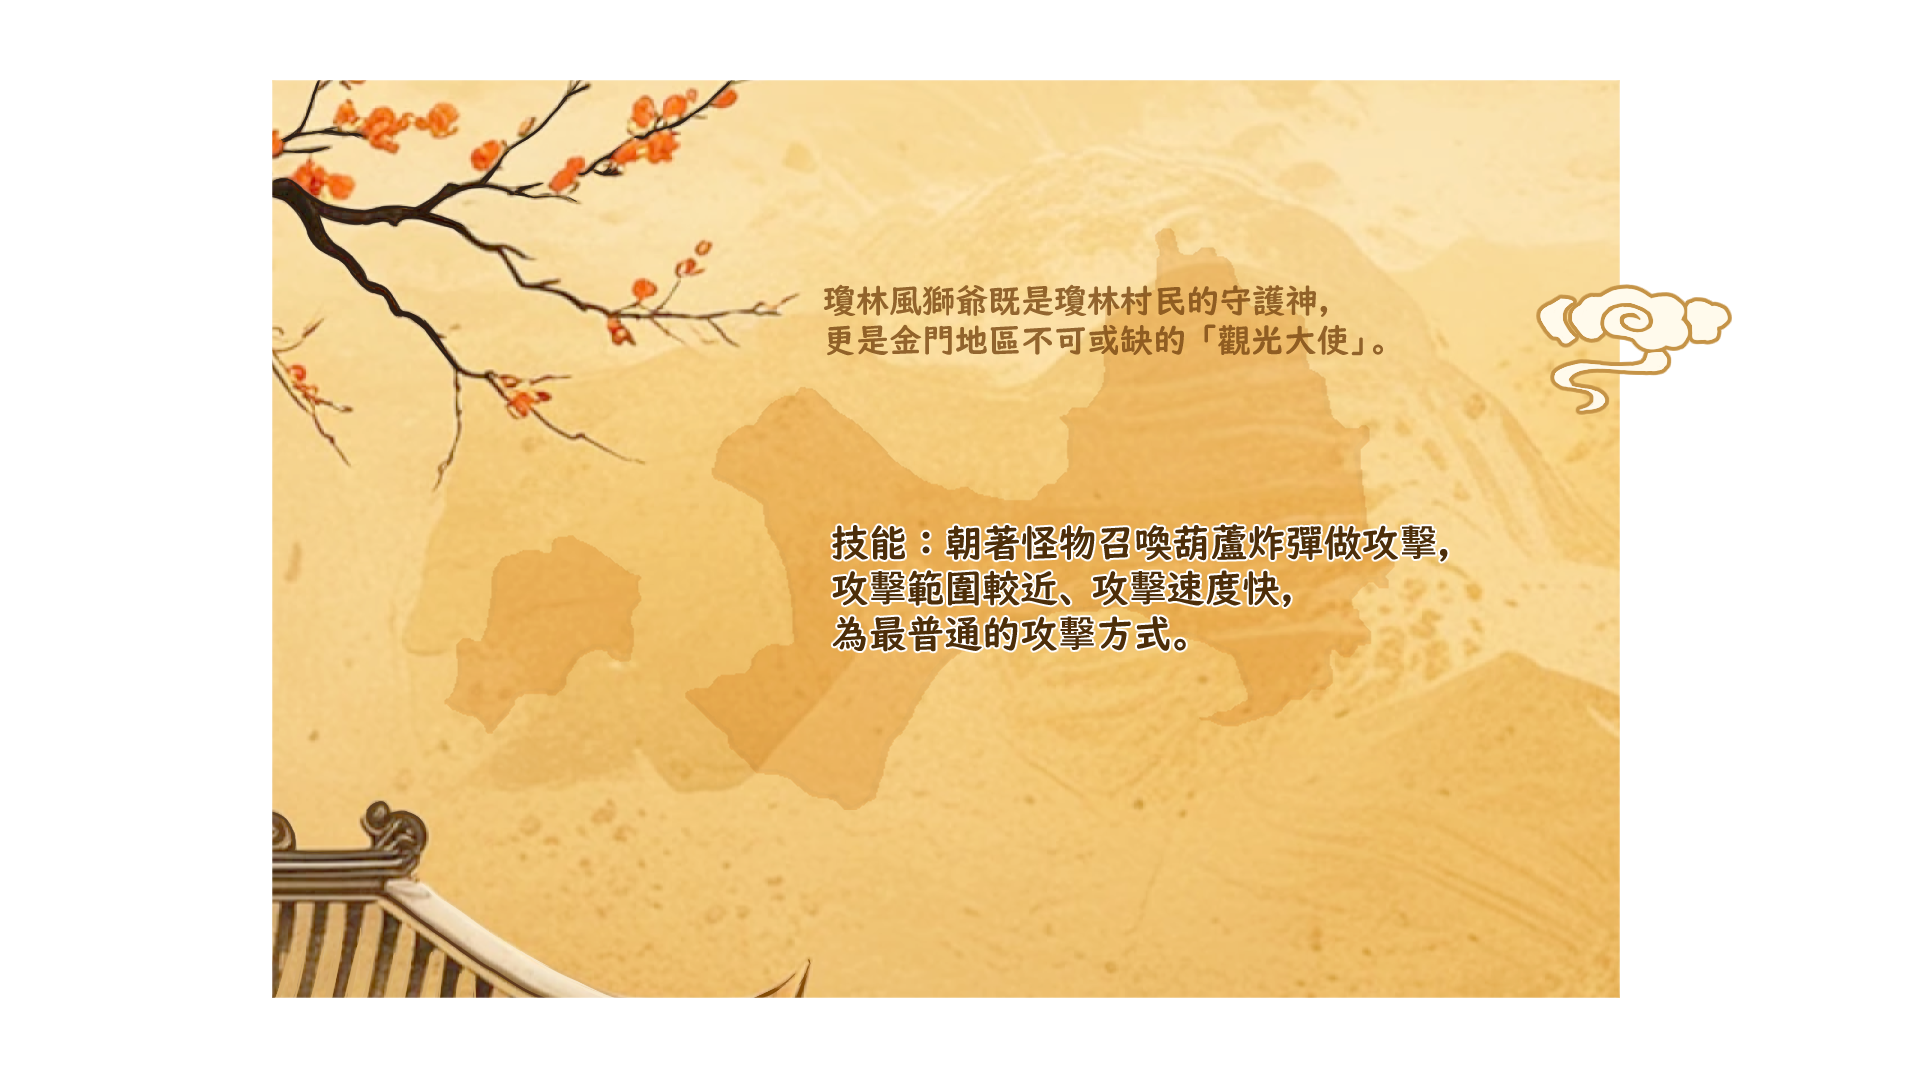 瓊林風獅爺既是瓊林村民的守護神,
更是金門地區不可或缺的「觀光大使」。
技能：朝著怪物召喚葫蘆炸彈做攻擊,
攻擊範圍較近、攻擊速度快,
為最普通的攻擊方式。